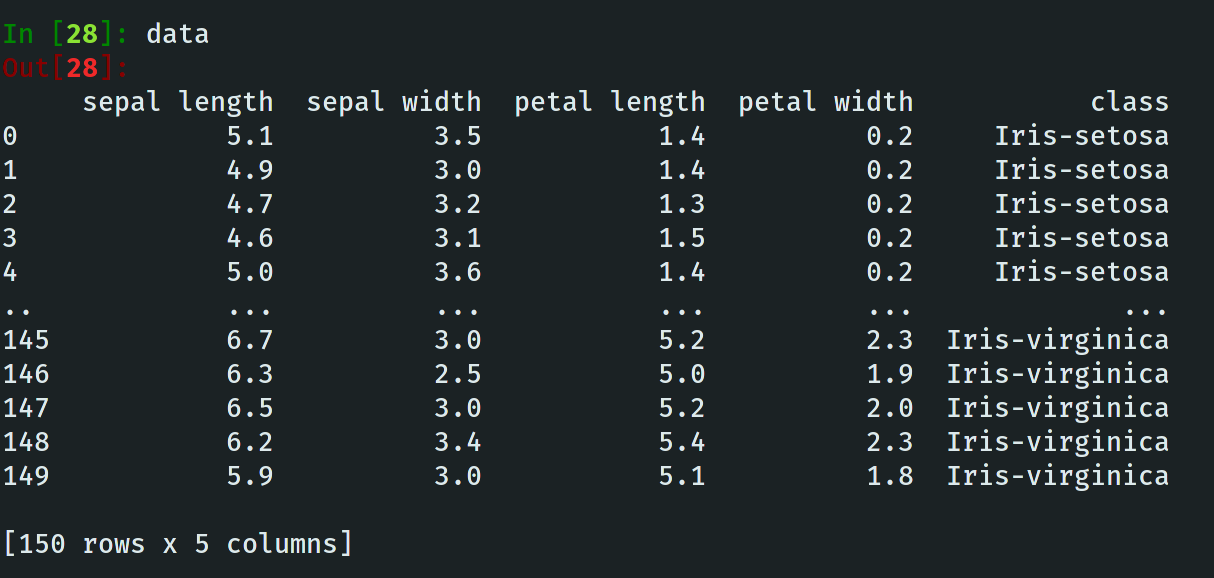 In [28]: data
Out[28]:
     sepal length  sepal width  petal length  petal width           class
0             5.1          3.5           1.4          0.2     Iris-setosa
1             4.9          3.0           1.4          0.2     Iris-setosa
2             4.7          3.2           1.3          0.2     Iris-setosa
3             4.6          3.1           1.5          0.2     Iris-setosa
4             5.0          3.6           1.4          0.2     Iris-setosa
..            ...          ...           ...          ...             ...
145           6.7          3.0           5.2          2.3  Iris-virginica
146           6.3          2.5           5.0          1.9  Iris-virginica
147           6.5          3.0           5.2          2.0  Iris-virginica
148           6.2          3.4           5.4          2.3  Iris-virginica
149           5.9          3.0           5.1          1.8  Iris-virginica

[150 rows x 5 columns]